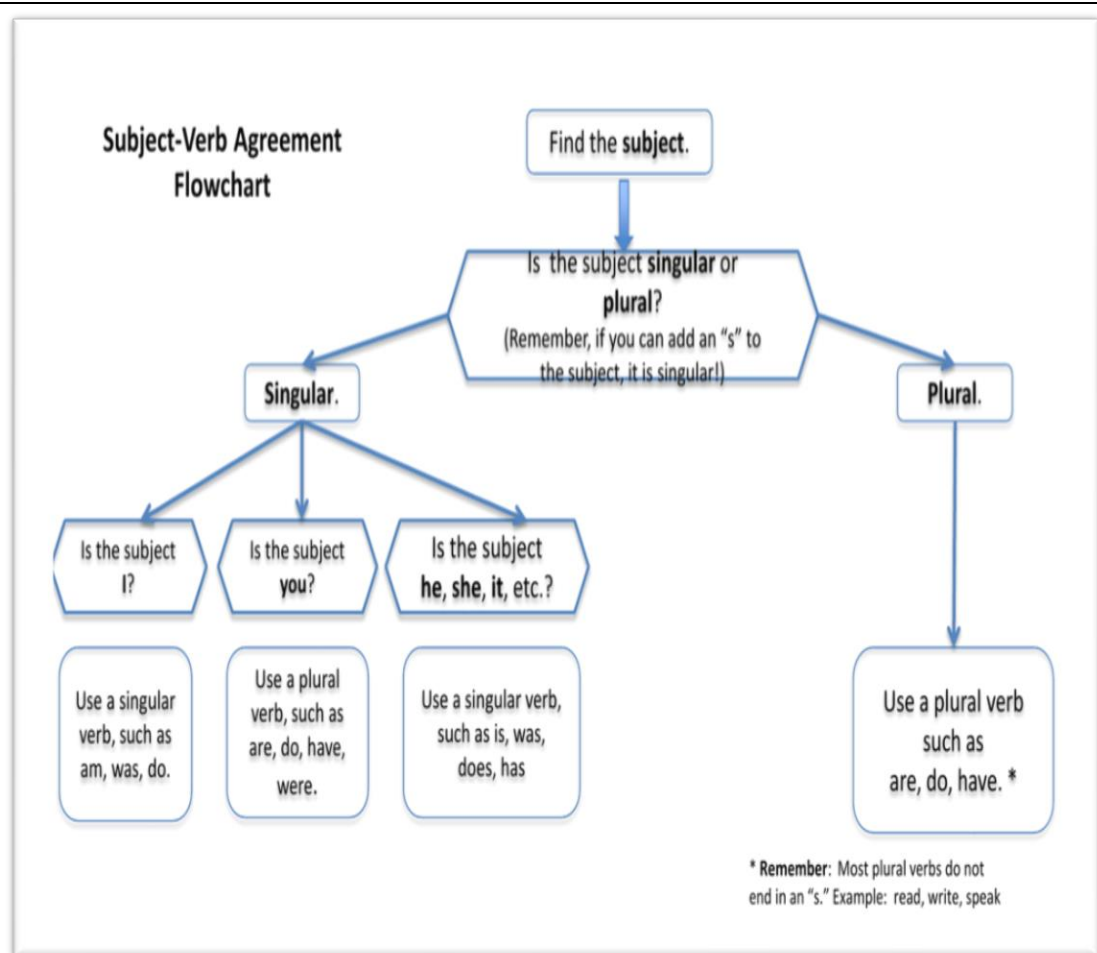 Subject-Verb Agreement
Flowchart
Find the subject.
Is the subject singular or
plural?
(Remember, if you can add an “s” to
the subject, it is singular!)
Singular.
Plural.
Is the subject
I?
Is the subject
you?
Is the subject
he, she, it, etc.?
Use a singular
verb, such as
am, was, do.
Use a plural
verb, such as
are, do, have,
were.
Use a singular verb,
such as is, was,
does, has
Use a plural verb
such as
are, do, have. *
* Remember: Most plural verbs do not
end in an “s.” Example: read, write, speak